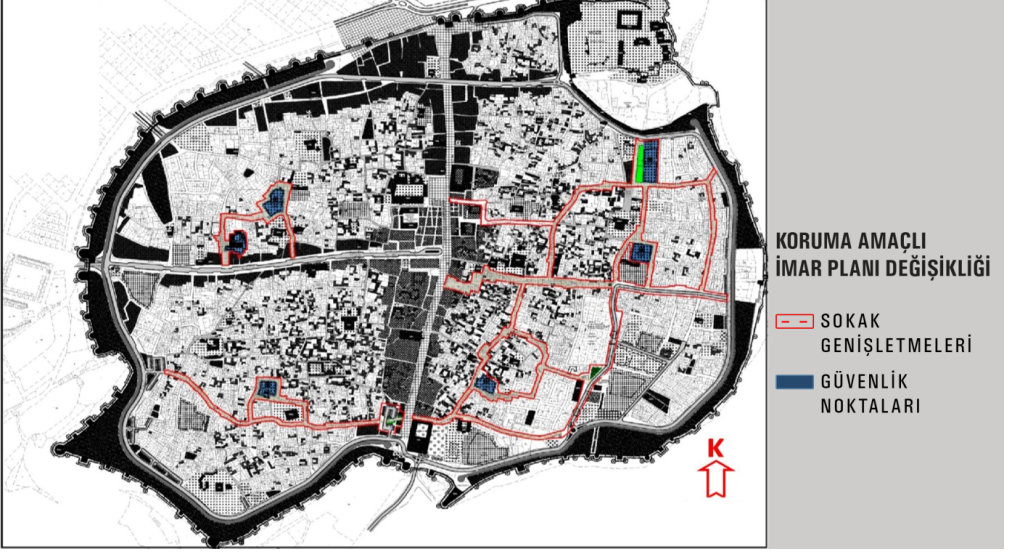 KORUMA AMAÇLI
İMAR PLANI DEĞİŞİKLİĞİ
SOKAK
GENİŞLETMELERİ
GÜVENLİK
NOKTALARI
K